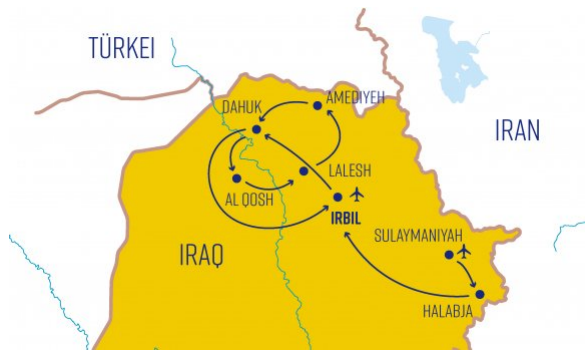 TÜRKEI
DAHUK
AMEDIYEH
IRAN
LALESH
AL QOSH
IRBIL
SULAYMANIYAH
IRAQ
HALABJA